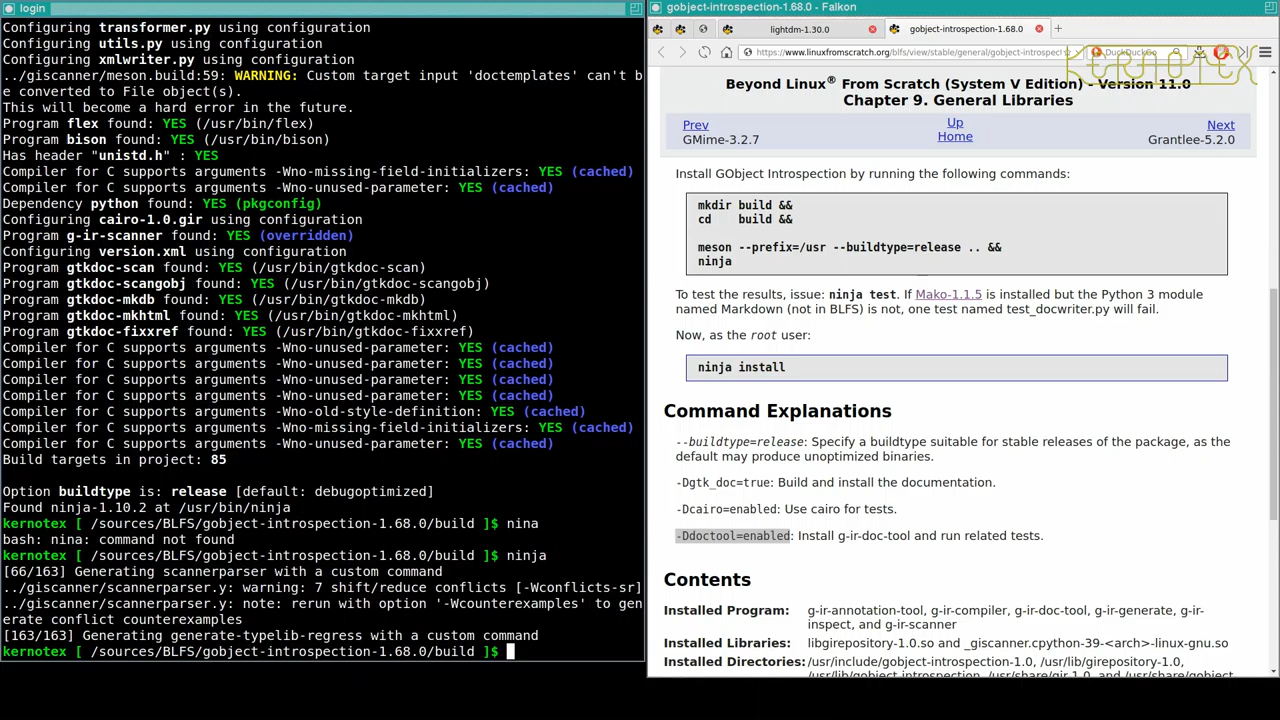 login
Configuring transformer.py using configuration
Configuring utils.py using configuration
Configuring xmlwriter.py using configuration
../giscanner/meson.build:59: WARNING: Custom target input 'doctemplates' can't b
e converted to File object(s).
This will become a hard error in the future.
Program flex found: YES (/usr/bin/flex)
Program bison found: YES (/usr/bin/bison)
Has header "unistd.h" : YES
Compiler for C supports arguments -Wno-missing-field-initializers: YES (cached)
Compiler for C supports arguments -Wno-unused-parameter: YES (cached)
Dependency python found: YES (pkgconfig)
Configuring cairo-1.0.gir using configuration
Program g-ir-scanner found: YES (overridden)
Configuring version.xml using configuration
Program gtkdoc-scan found: YES (/usr/bin/gtkdoc-scan)
Program gtkdoc-scangobj found: YES (/usr/bin/gtkdoc-scangobj)
Program gtkdoc-mkdb found: YES (/usr/bin/gtkdoc-mkdb)
Program gtkdoc-mkhtml found: YES (/usr/bin/gtkdoc-mkhtml)
Program gtkdoc-fixxref found: YES (/usr/bin/gtkdoc-fixxref)
Compiler for C supports arguments -Wno-unused-parameter: YES (cached)
Compiler for C supports arguments -Wno-unused-parameter: YES (cached)
Compiler for C supports arguments -Wno-unused-parameter: YES (cached)
Compiler for C supports arguments -Wno-unused-parameter: YES (cached)
Compiler for C supports arguments -Wno-old-style-definition: YES (cached)
Compiler for C supports arguments -Wno-missing-field-initializers: YES (cached)
Compiler for C supports arguments -Wno-unused-parameter: YES (cached)
Build targets in project: 85
Option buildtype is: release [default: debugoptimized]
Found ninja-1.10.2 at /usr/bin/ninja
kernotex [ /sources/BLFS/gobject-introspection-1.68.0/build ]$ nina
bash: nina: command not found
kernotex [ /sources/BLFS/gobject-introspection-1.68.0/build ]$ ninja
[66/163] Generating scannerparser with a custom command
../giscanner/scannerparser.y: warning: 7 shift/reduce conflicts [-Wconflicts-sr]
../giscanner/scannerparser.y: note: rerun with option '-Wcounterexamples' to gen
erate conflict counterexamples
[163/163] Generating generate-typelib-regress with a custom command
kernotex [ /sources/BLFS/gobject-introspection-1.68.0/build ]$
gobject-introspection-1.68.0 - Falkon
lightdm-1.30.0
gobject-introspection-1.68.0
https://www.linuxfromscratch.org/blfs/view/stable/general/gobject-introspect
DuckDuckGo
KERNOTEX
Beyond Linux® From Scratch (System V Edition) - Version 11.0
Chapter 9. General Libraries
Prev Up Next
GMime-3.2.7 Home Grantlee-5.2.0
Install GObject Introspection by running the following commands:
mkdir build &&
cd build &&
meson --prefix=/usr --buildtype=release .. &&
ninja
To test the results, issue: ninja test. If Mako-1.1.5 is installed but the Python 3 module
named Markdown (not in BLFS) is not, one test named test_docwriter.py will fail.
Now, as the root user:
ninja install
Command Explanations
--buildtype=release: Specify a buildtype suitable for stable releases of the package, as the
default may produce unoptimized binaries.
-Dgtk_doc=true: Build and install the documentation.
-Dcairo=enabled: Use cairo for tests.
-Ddoctool=enabled: Install g-ir-doc-tool and run related tests.
Contents
Installed Program: g-ir-annotation-tool, g-ir-compiler, g-ir-doc-tool, g-ir-generate, g-ir-
inspect, and g-ir-scanner
Installed Libraries: libgirepository-1.0.so and _giscanner.cpython-39-<arch>-linux-gnu.so
Installed Directories: /usr/include/gobject-introspection-1.0, /usr/lib/girepository-1.0,
/usr/lib/gobject-introspection, /usr/share/gir-1.0, and /usr/share/gobject-